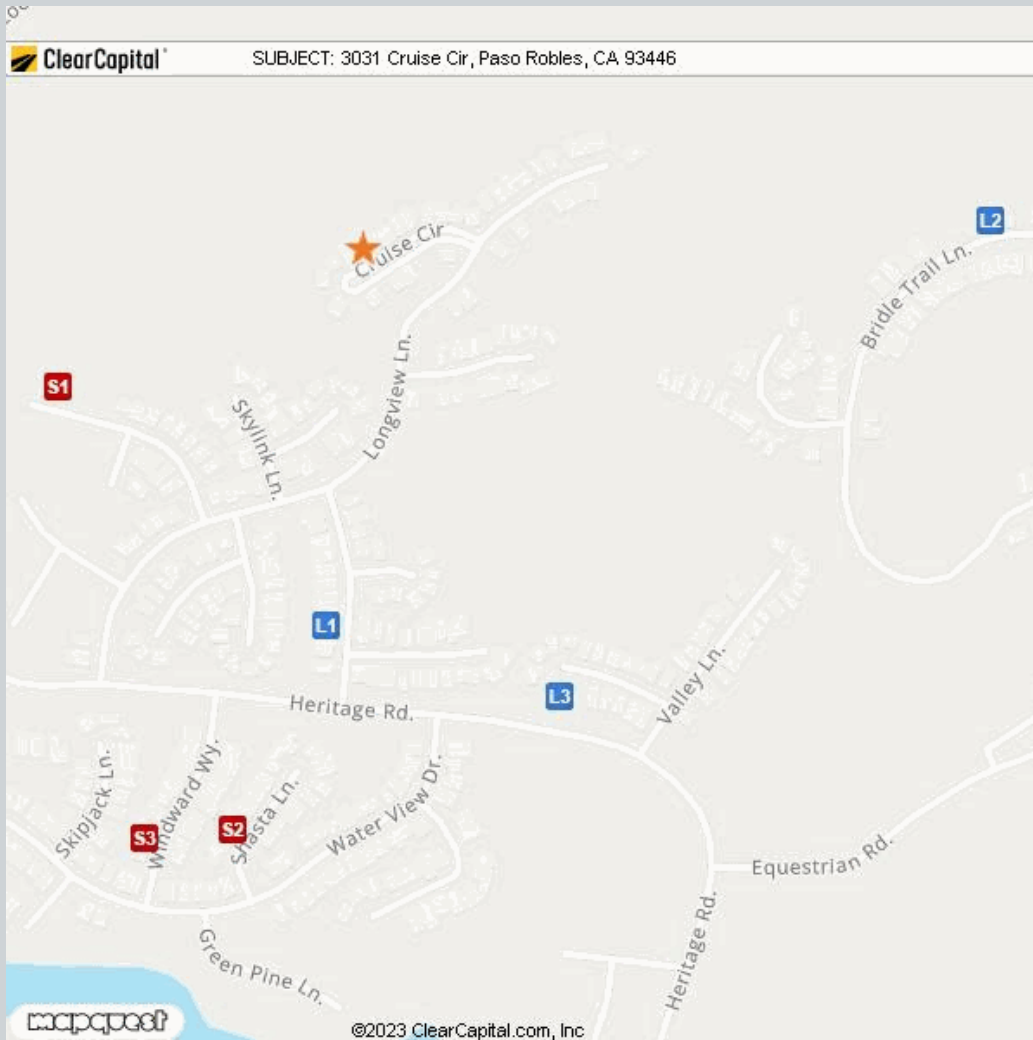 ClearCapital
SUBJECT: 3031 Cruise Cir, Paso Robles, CA 93446
L2
Cruise Cir
Bridle Trail Ln.
S1
Longview Ln.
Skylink Ln.
L1
Valley Ln.
L3
Heritage Rd.
Skipjack Ln.
Windward Wy.
S3
S2
Shasta Ln.
Water View Dr.
Equestrian Rd.
Heritage Rd.
Green Pine Ln.
mapquest
©2023 ClearCapital.com, Inc